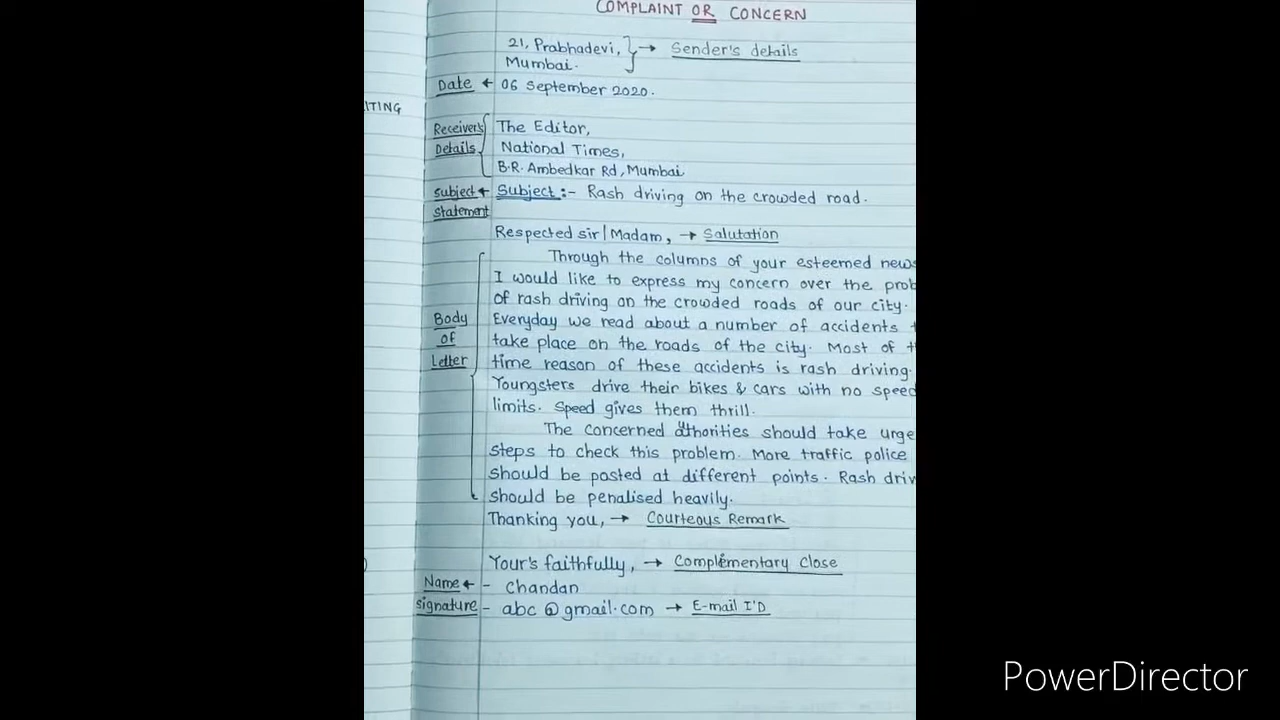 COMPLAINT OR CONCERN
21, Prabhadevi, → Sender's details
Mumbai.
Date ← 06 September 2020.
ITING
Receiver's The Editor,
Details National Times,
B.R. Ambedkar Rd, Mumbai
Subject ← Subject :- Rash driving on the crowded road.
Statement
Respected sir | Madam, → Salutation
Through the columns of your esteemed news
I would like to express my concern over the prob
of rash driving on the crowded roads of our city.
Body Everyday we read about a number of accidents t
of take place on the roads of the city. Most of t
Letter time reason of these accidents is rash driving.
Youngsters drive their bikes & cars with no speed
limits. Speed gives them thrill.
The concerned authorities should take urge
steps to check this problem. More traffic police
should be posted at different points. Rash driv
should be penalised heavily.
Thanking you, → Courteous Remark
Your's faithfully, → Complementary Close
Name ← - Chandan
signature - abc @ gmail.com → E-mail I'D
PowerDirector